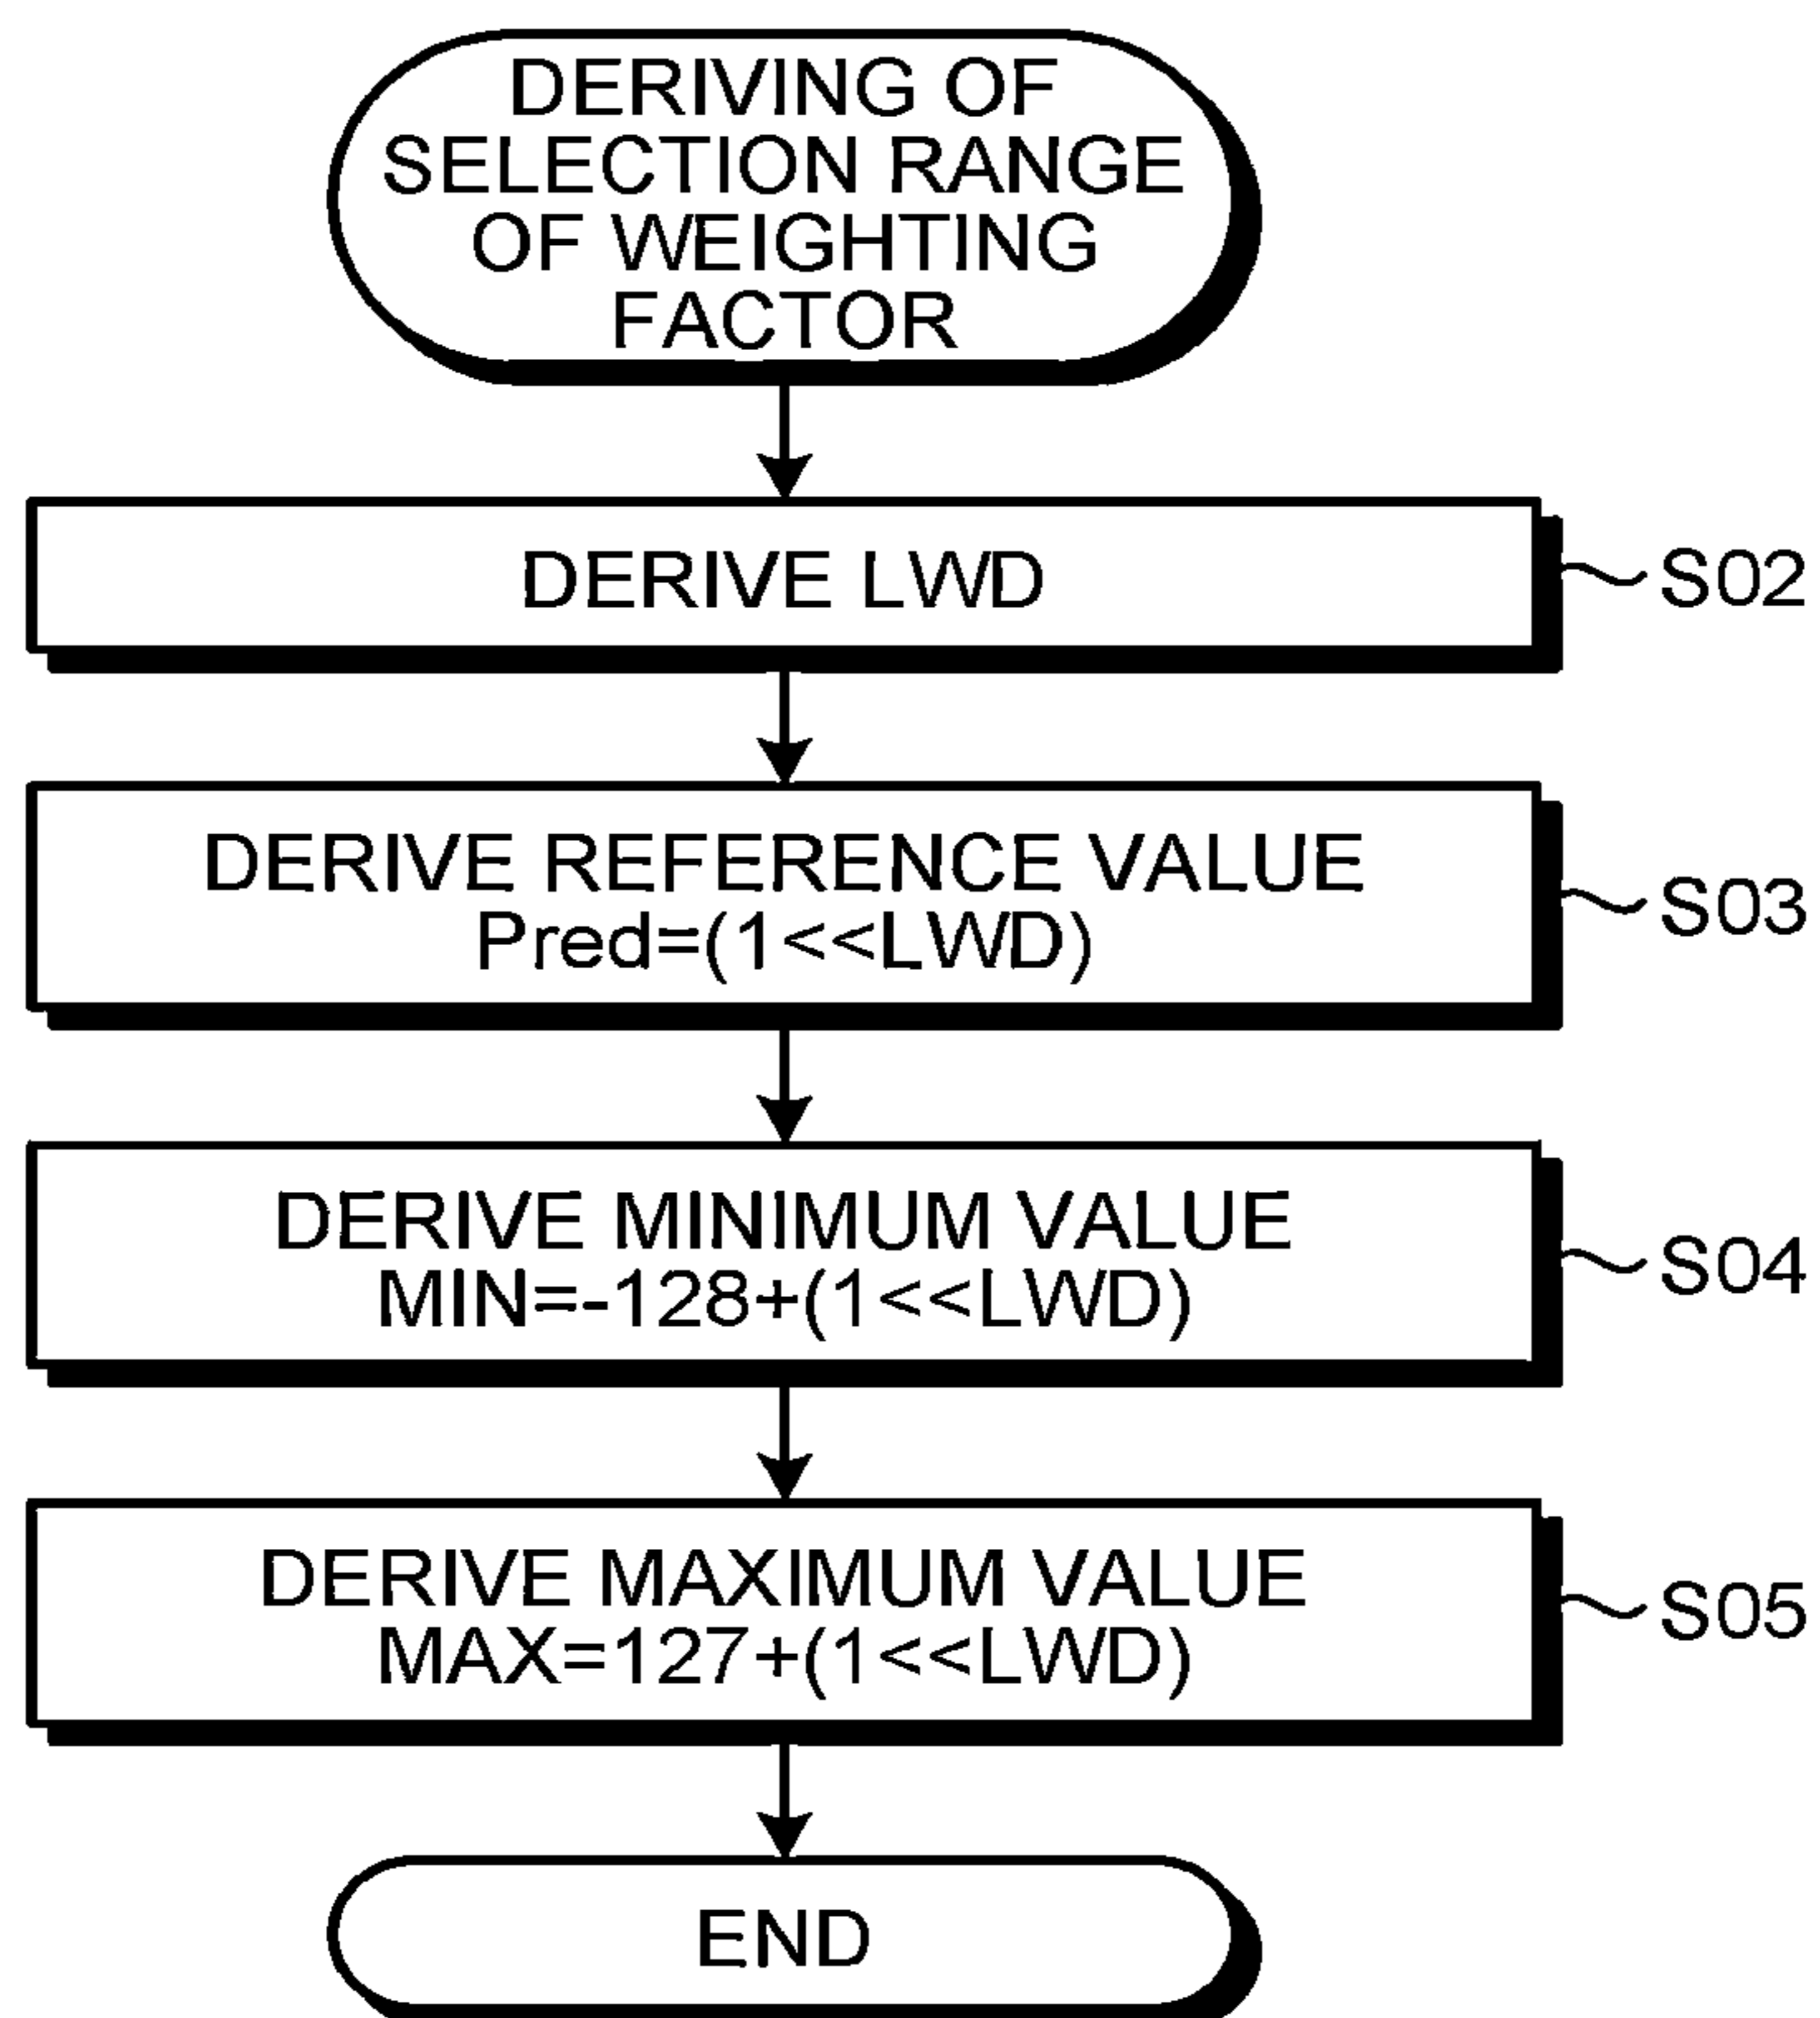 DERIVING OF
SELECTION RANGE
OF WEIGHTING
FACTOR
DERIVE LWD
S02
DERIVE REFERENCE VALUE
Pred=(1<<LWD)
S03
DERIVE MINIMUM VALUE
MIN=-128+(1<<LWD)
S04
DERIVE MAXIMUM VALUE
MAX=127+(1<<LWD)
S05
END